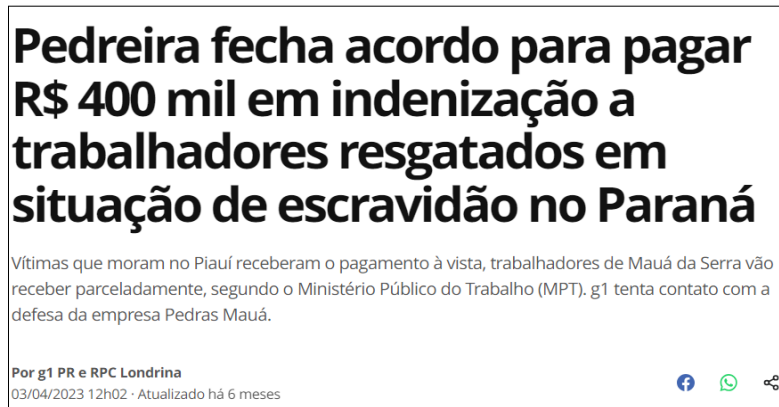 Pedreira fecha acordo para pagar
R$ 400 mil em indenização a
trabalhadores resgatados em
situação de escravidão no Paraná
Vítimas que moram no Piauí receberam o pagamento à vista, trabalhadores de Mauá da Serra vão
receber parceladamente, segundo o Ministério Público do Trabalho (MPT). g1 tenta contato com a
defesa da empresa Pedras Mauá.
Por g1 PR e RPC Londrina
03/04/2023 12h02 · Atualizado há 6 meses